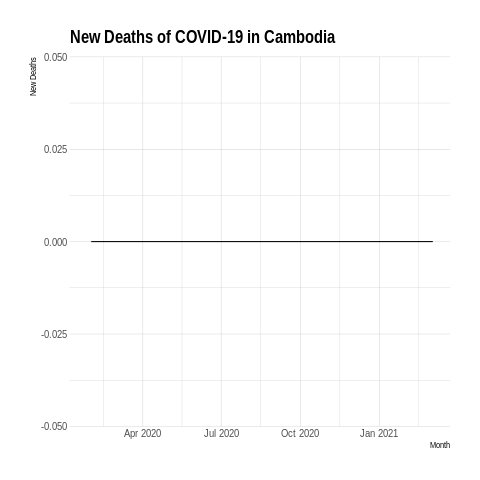 New Deaths of COVID-19 in Cambodia
New Deaths
0.050
0.025
0.000
-0.025
-0.050
Apr 2020
Jul 2020
Oct 2020
Jan 2021
Month